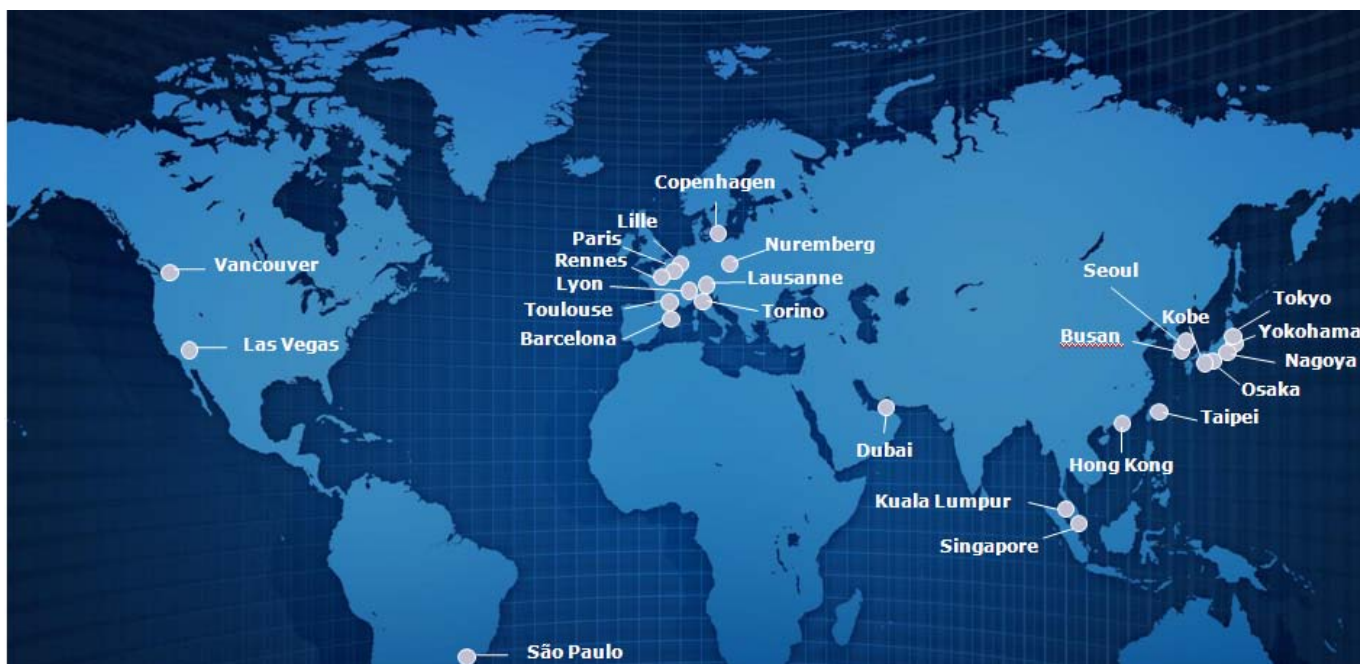 Copenhagen
Lille
Paris
Nuremberg
Rennes
Vancouver
Lausanne
Seoul
Lyon
Tokyo
Toulouse
Torino
Kobe
Yokohama
Barcelona
Busan
Las Vegas
Nagoya
Osaka
Taipei
Dubai
Hong Kong
Kuala Lumpur
Singapore
São Paulo